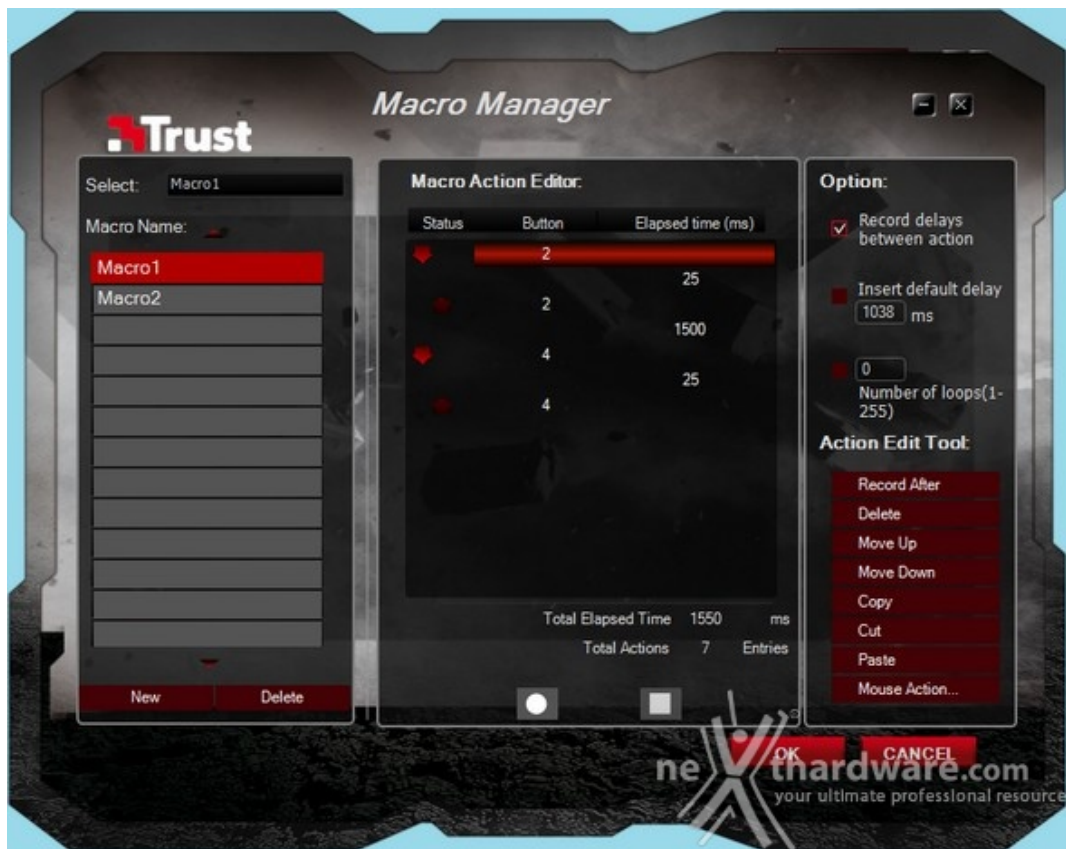 Macro Manager
Trust
Select: Macro1
Macro Name:
Macro1
Macro2
New Delete
Macro Action Editor:
Status Button Elapsed time (ms)
2
25
2
1500
4
25
4
Total Elapsed Time 1550 ms
Total Actions 7 Entries
Option:
Record delays
between action
Insert default delay
1038 ms
0
Number of loops(1-
255)
Action Edit Tool:
Record After
Delete
Move Up
Move Down
Copy
Cut
Paste
Mouse Action...
OK CANCEL
nexthardware.com
your ultimate professional resource